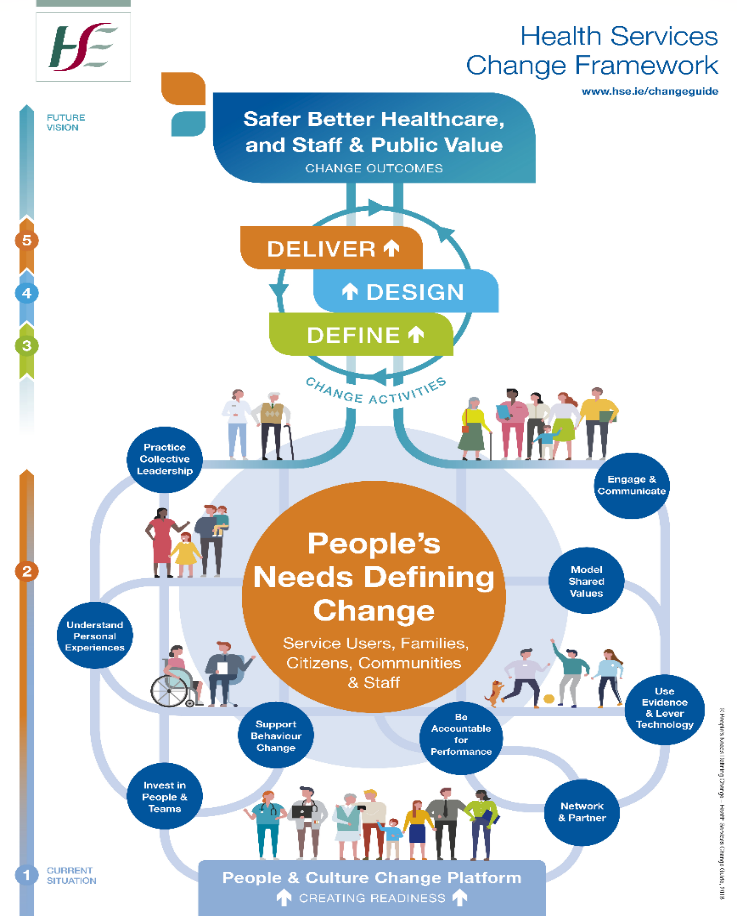 HSE
Health Services
Change Framework
www.hse.ie/changeguide
FUTURE
VISION
Safer Better Healthcare,
and Staff & Public Value
CHANGE OUTCOMES
5
DELIVER
4
DESIGN
3
DEFINE
CHANGE ACTIVITIES
Practice
Collective
Leadership
Engage &
Communicate
2
People's
Needs Defining
Change
Service Users, Families,
Citizens, Communities
& Staff
Model
Shared
Values
Understand
Personal
Experiences
Use
Evidence
& Lever
Technology
Support
Behaviour
Change
Be
Accountable
for
Performance
Invest in
People &
Teams
Network
& Partner
1
CURRENT
SITUATION
People & Culture Change Platform
CREATING READINESS